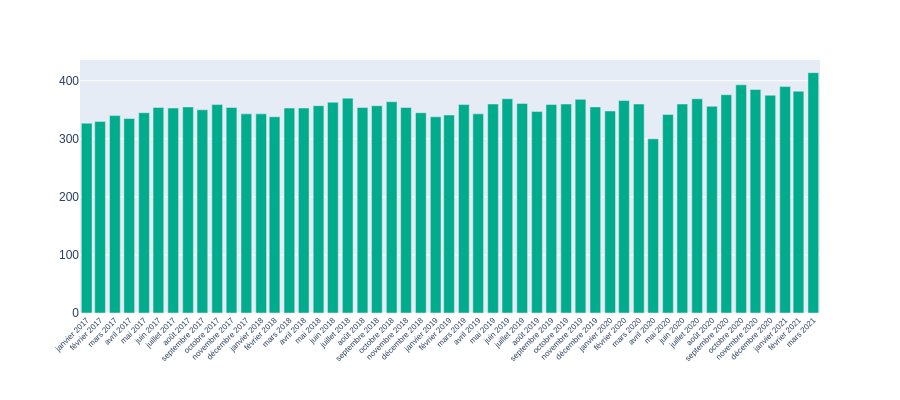 400
300
200
100
0
janvier 2017
février 2017
mars 2017
avril 2017
mai 2017
juin 2017
juillet 2017
août 2017
septembre 2017
octobre 2017
novembre 2017
décembre 2017
janvier 2018
février 2018
mars 2018
avril 2018
mai 2018
juin 2018
juillet 2018
août 2018
septembre 2018
octobre 2018
novembre 2018
décembre 2018
janvier 2019
février 2019
mars 2019
avril 2019
mai 2019
juin 2019
juillet 2019
août 2019
septembre 2019
octobre 2019
novembre 2019
décembre 2019
janvier 2020
février 2020
mars 2020
avril 2020
mai 2020
juin 2020
juillet 2020
août 2020
septembre 2020
octobre 2020
novembre 2020
décembre 2020
janvier 2021
février 2021
mars 2021